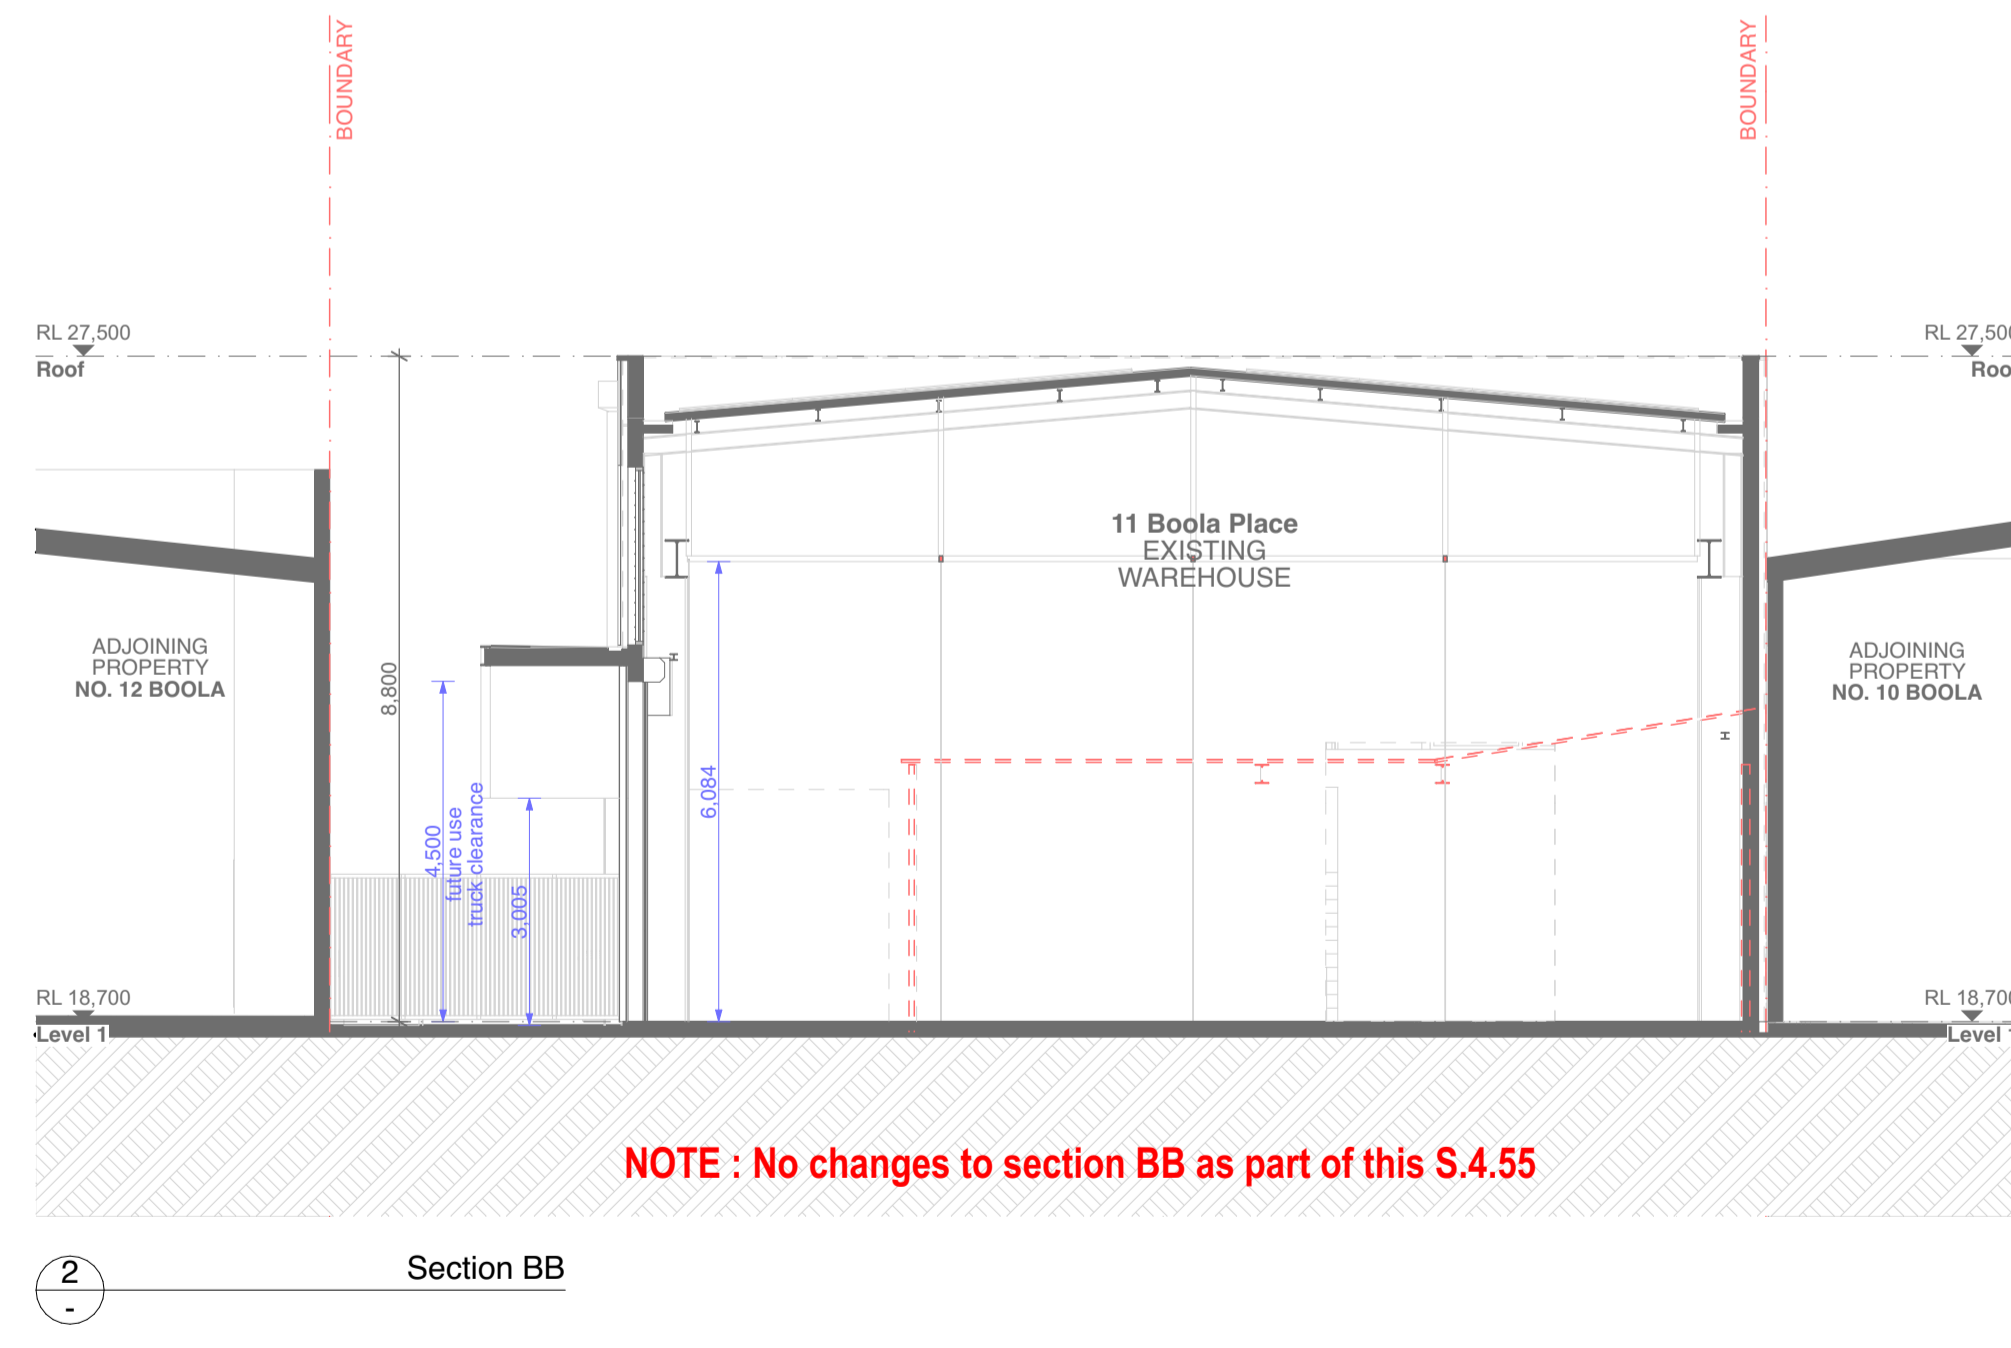 BOUNDARY
BOUNDARY
RL 27,500
Roof
RL 27,500
Roo
11 Boola Place
EXISTING
WAREHOUSE
ADJOINING
PROPERTY
NO. 12 BOOLA
ADJOINING
PROPERTY
NO. 10 BOOLA
8,800
4,500
future use
truck clearance
3,005
6,084
RL 18,700
Level 1
RL 18,700
Level 1
NOTE : No changes to section BB as part of this S.4.55
2
-
Section BB